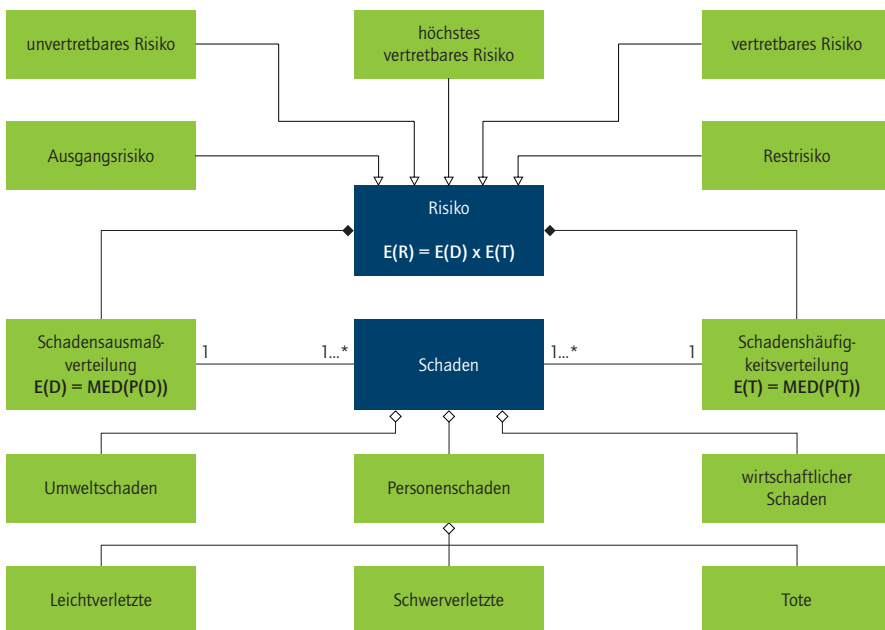 unvertretbares Risiko
höchstes
vertretbares Risiko
vertretbares Risiko
Ausgangsrisiko
Restrisiko
Risiko
E(R) = E(D) x E(T)
Schadensausmaß-
verteilung
E(D) = MED(P(D))
1
1...*
Schaden
1...*
1
Schadenshäufig-
keitsverteilung
E(T) = MED(P(T))
Umweltschaden
Personenschaden
wirtschaftlicher
Schaden
Leichtverletzte
Schwerverletzte
Tote